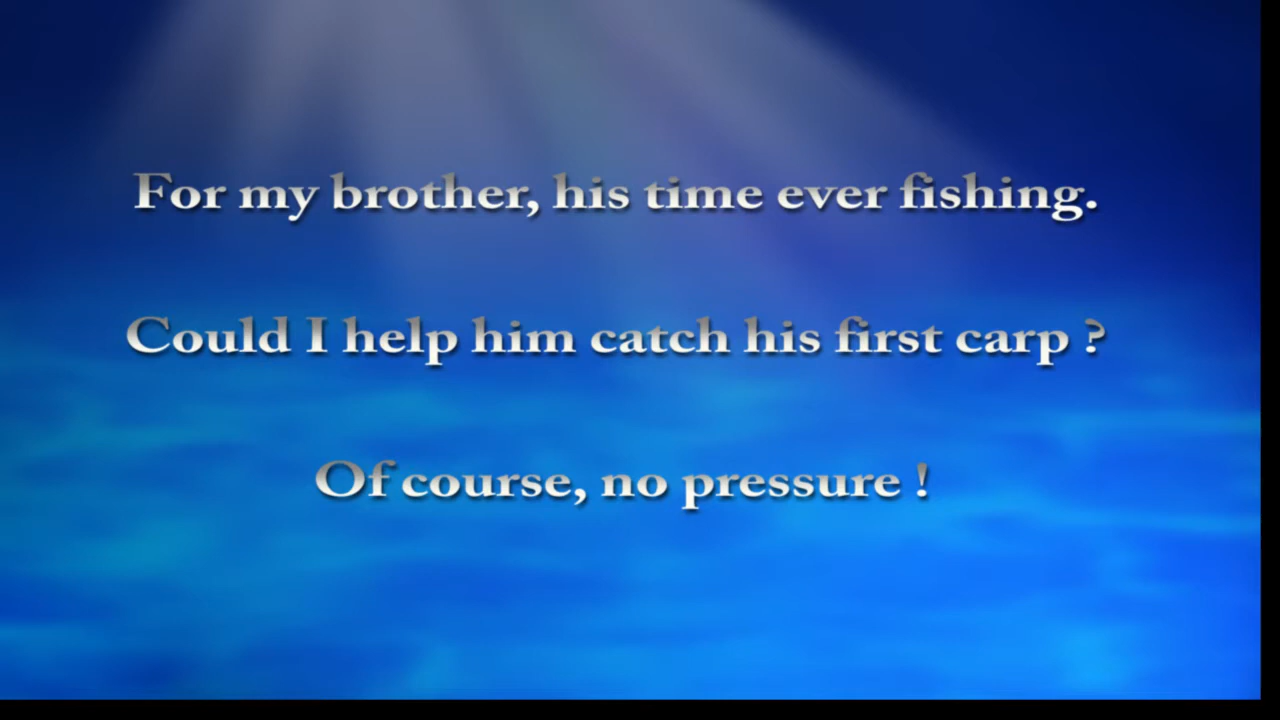 For my brother, his time ever fishing.
Could I help him catch his first carp ?
Of course, no pressure !